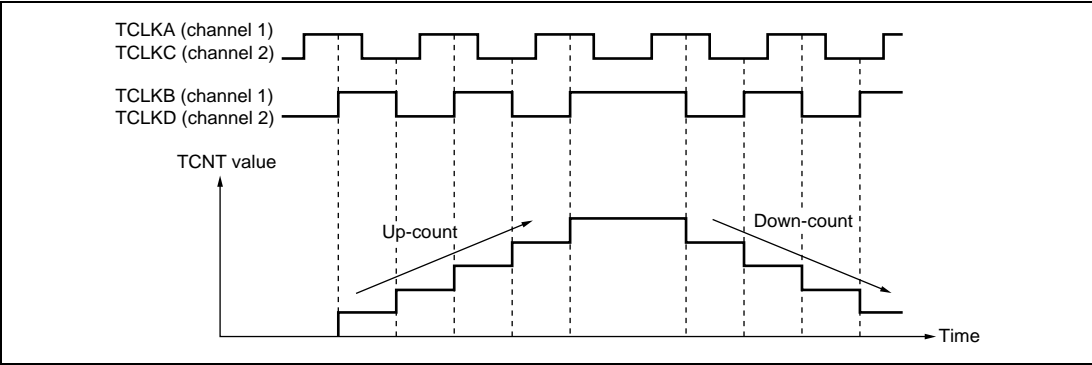 TCLKA (channel 1)
TCLKC (channel 2)
TCLKB (channel 1)
TCLKD (channel 2)
TCNT value
Up-count
Down-count
Time